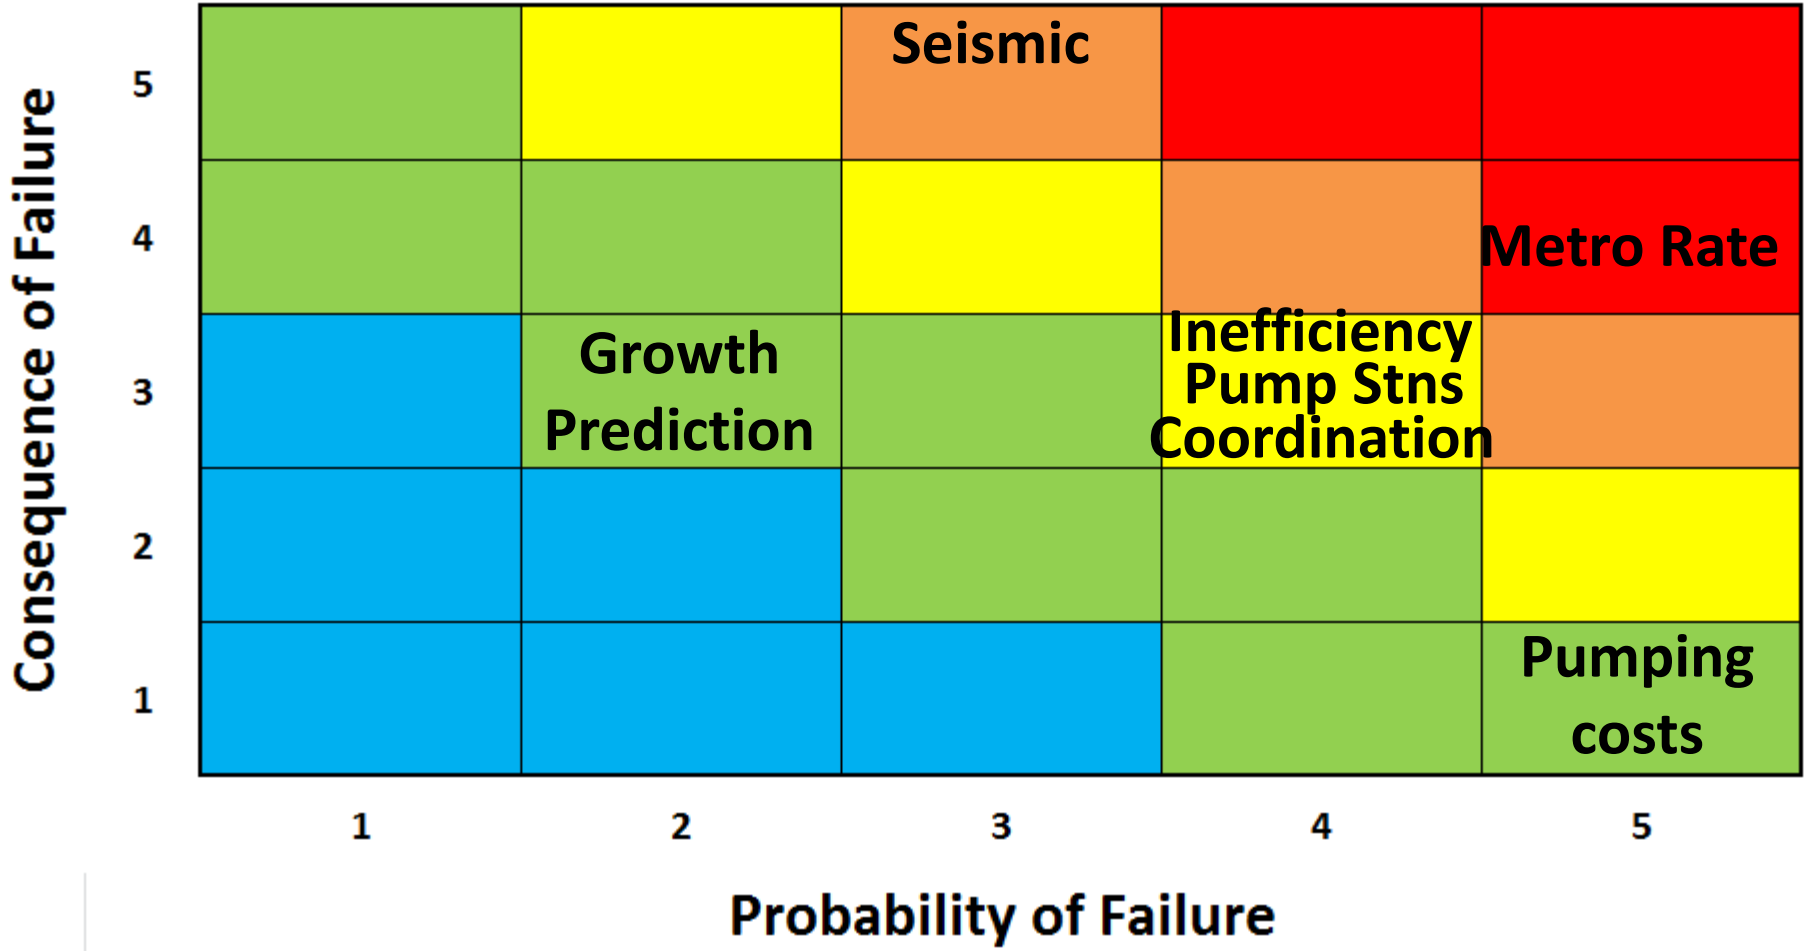 Consequence of Failure
5
Seismic
4
Metro Rate
3
Growth
Prediction
Inefficiency
Pump Stns
Coordination
2
1
Pumping
costs
1 2 3 4 5
Probability of Failure